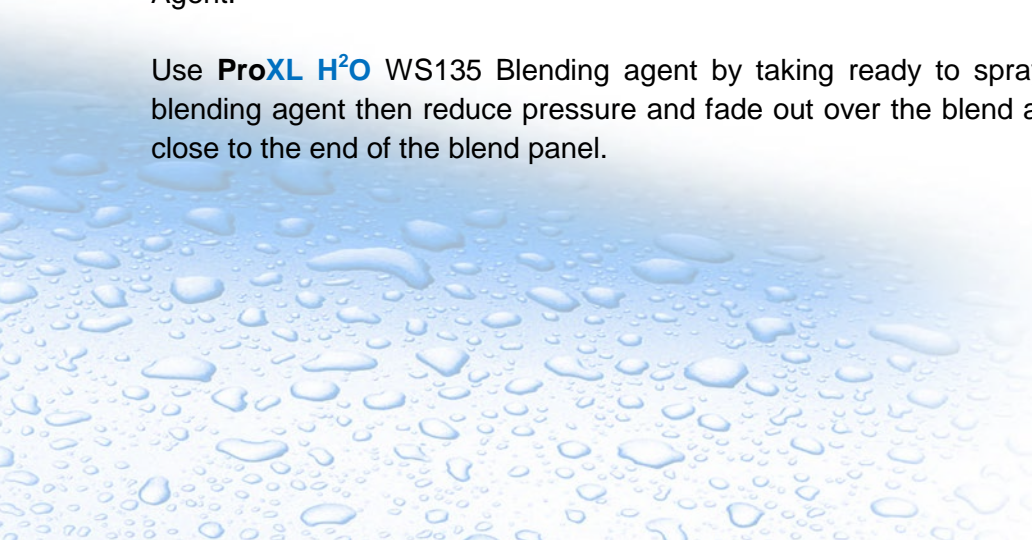 Agent.
Use ProXL H²O WS135 Blending agent by taking ready to spra
blending agent then reduce pressure and fade out over the blend a
close to the end of the blend panel.